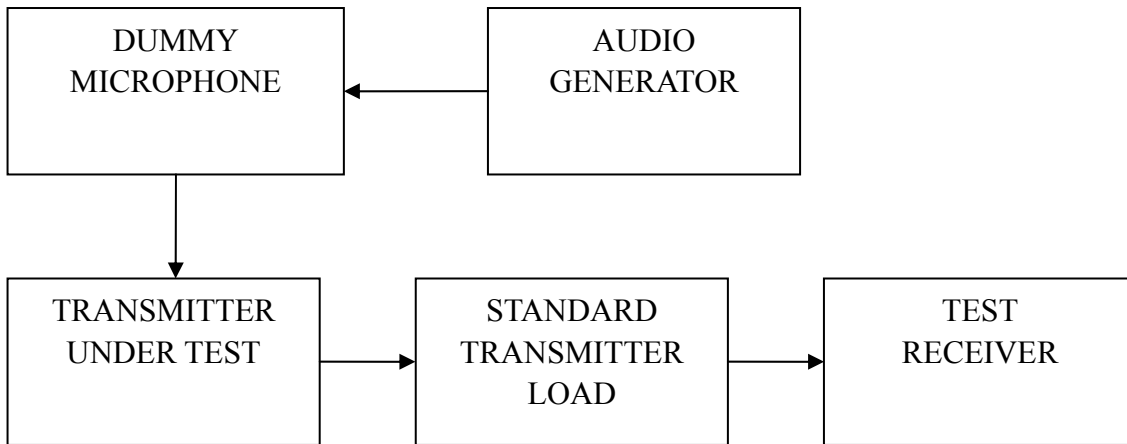 DUMMY
MICROPHONE
AUDIO
GENERATOR
TRANSMITTER
UNDER TEST
STANDARD
TRANSMITTER
LOAD
TEST
RECEIVER